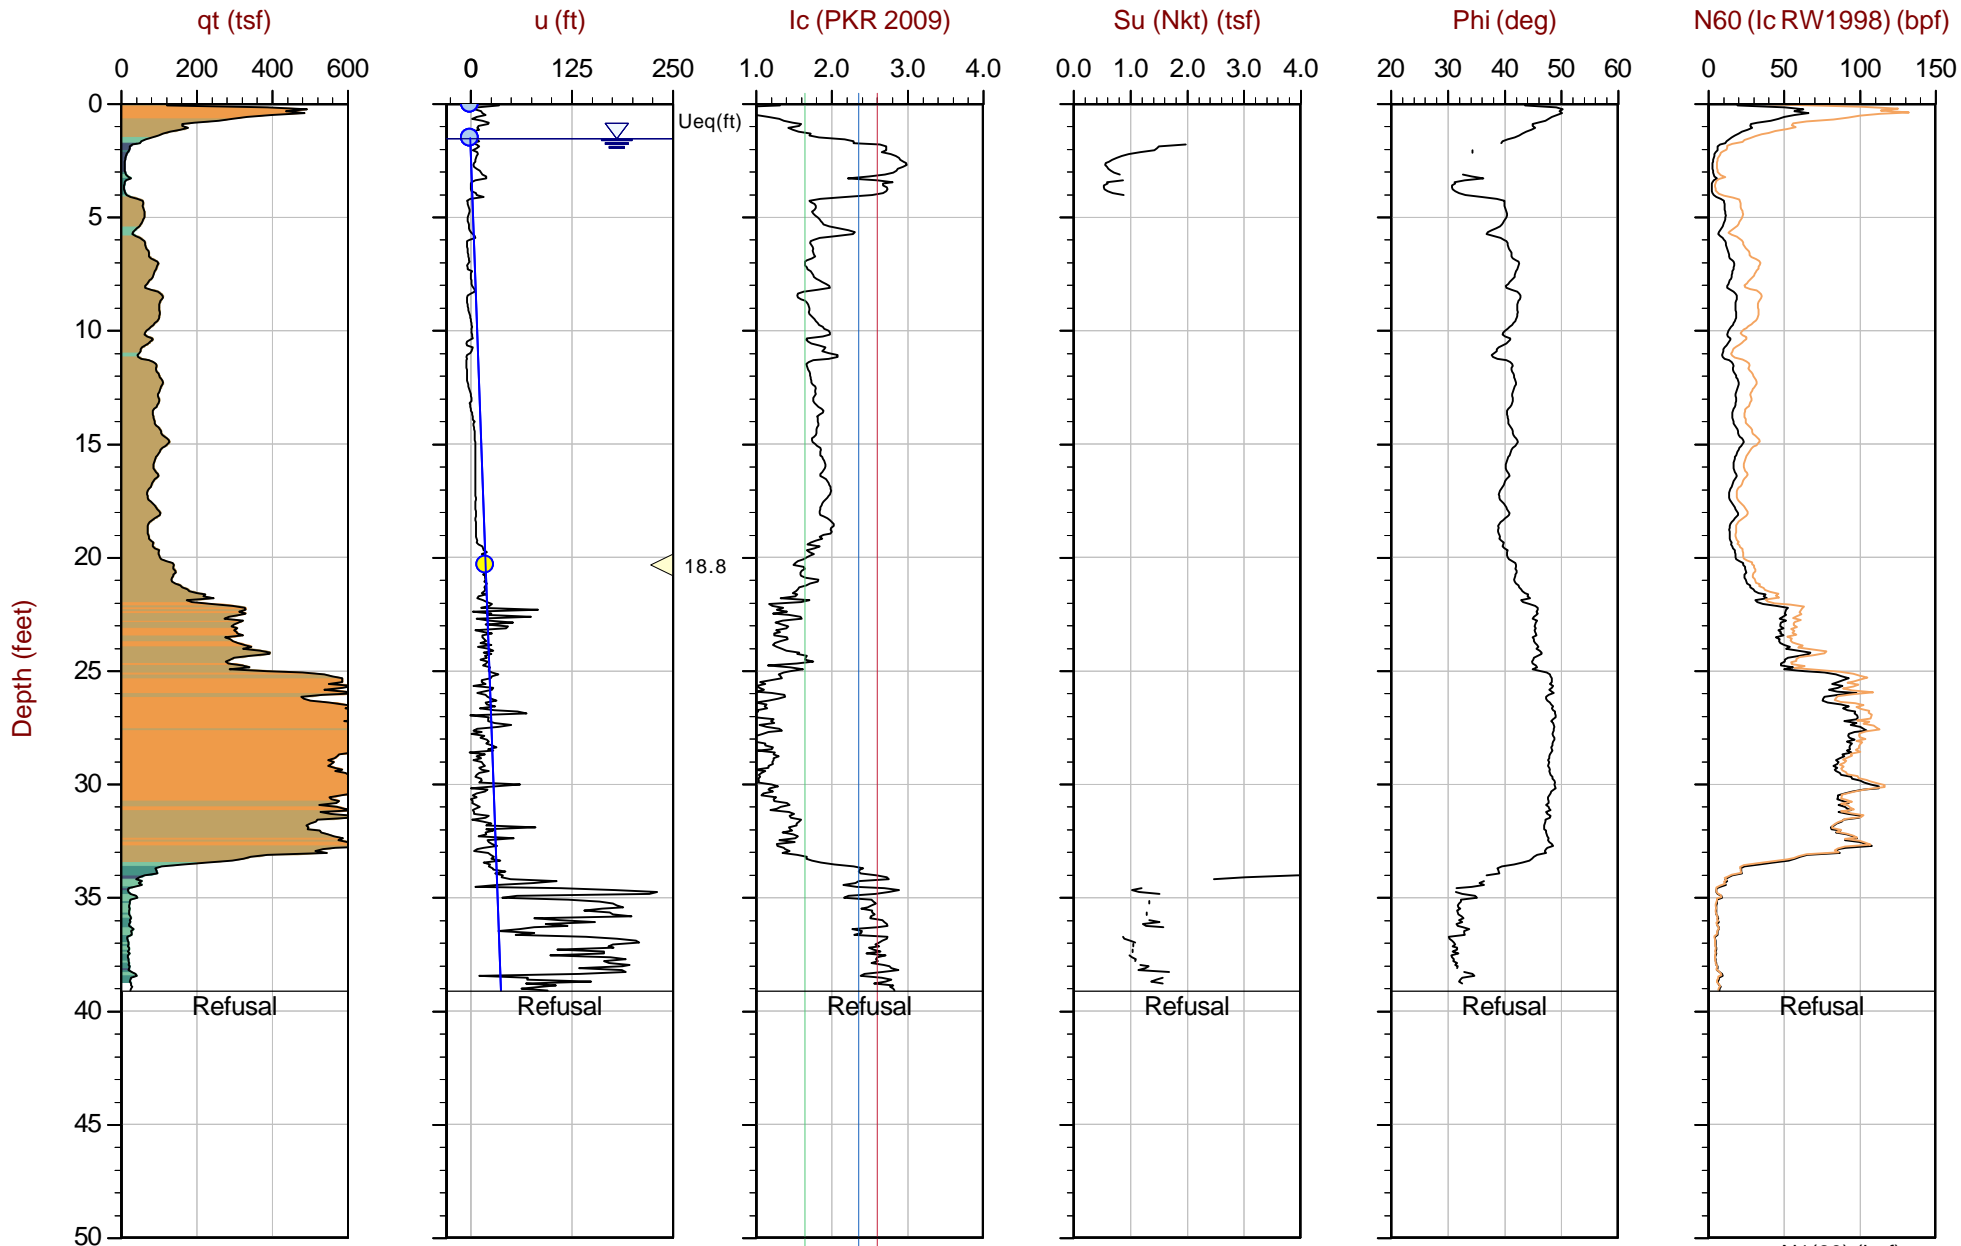 qt (tsf) u (ft) Ic (PKR 2009) Su (Nkt) (tsf) Phi (deg) N60 (Ic RW1998) (bpf)
0 200 400 600 0 125 250 1.0 2.0 3.0 4.0 0.0 1.0 2.0 3.0 4.0 20 30 40 50 60 0 50 100 150
0
Ueq(ft)
5
10
15
20
18.8
25
30
35
Refusal Refusal Refusal Refusal Refusal Refusal
40
45
50
Depth (feet)